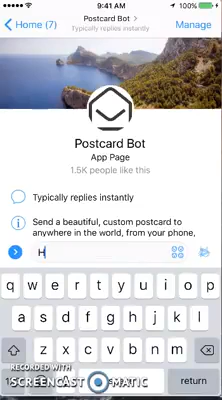 9:41 AM
100%
Home (7)
Postcard Bot
Typically replies instantly
Manage
Postcard Bot
App Page
1.5K people like this
Typically replies instantly
Send a beautiful, custom postcard to
anywhere in the world, from your phone,
H
q w e r t y u i o p
a s d f g h j k l
z x c v b n m
return
RECORDED WITH
SCREENCAST MATIC